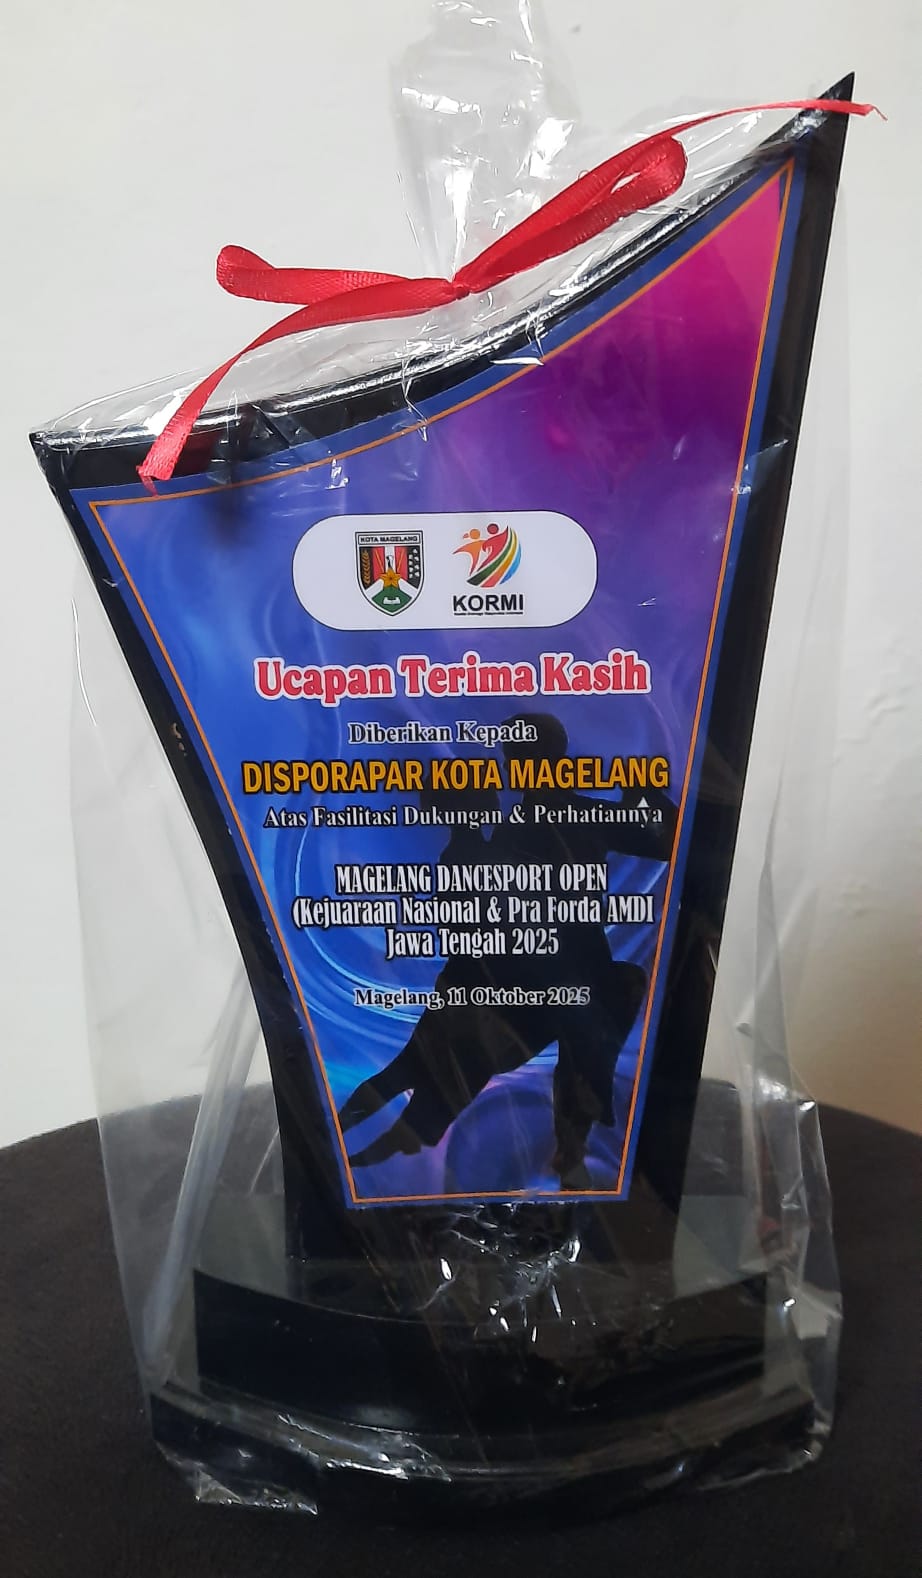 KOTA MAGELANG
KORMI
Ucapan Terima Kasih
Diberikan Kepada
DISPORAPAR KOTA MAGELANG
Atas Fasilitasi Dukungan & Perhatiannya
MAGELANG DANCESPORT OPEN
(Kejuaraan Nasional & Pra Forda AMDI
Jawa Tengah 2025
Magelang, 11 Oktober 2025